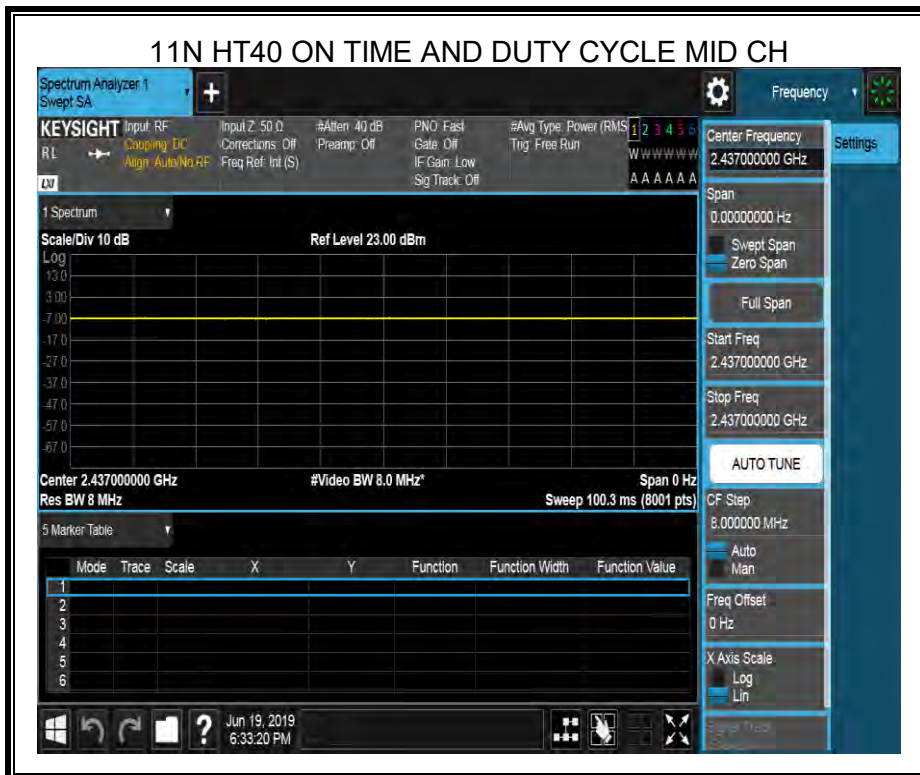 11N HT40 ON TIME AND DUTY CYCLE MID CH
Spectrum Analyzer 1
Swept SA
+
Frequency
KEYSIGHT
RL
LXI
Input: RF
Coupling: DC
Align: Auto/No RF
Input Z: 50 Ω
Corrections: Off
Freq Ref: Int (S)
#Atten: 40 dB
Preamp: Off
PNO: Fast
Gate: Off
IF Gain: Low
Sig Track: Off
#Avg Type: Power (RMS
Trig: Free Run
1 2 3 4 5 6
W W W W W W
A A A A A A
Center Frequency
2.437000000 GHz
Settings
Span
0.00000000 Hz
Swept Span
Zero Span
Full Span
Start Freq
2.437000000 GHz
Stop Freq
2.437000000 GHz
AUTO TUNE
CF Step
8.000000 MHz
Auto
Man
Freq Offset
0 Hz
X Axis Scale
Log
Lin
1 Spectrum
Scale/Div 10 dB
Ref Level 23.00 dBm
Log
13.0
3.00
-7.00
-17.0
-27.0
-37.0
-47.0
-57.0
-67.0
Center 2.437000000 GHz
#Video BW 8.0 MHz*
Span 0 Hz
Res BW 8 MHz
Sweep 100.3 ms (8001 pts)
5 Marker Table
Mode Trace Scale X Y Function Function Width Function Value
1
2
3
4
5
6
?
Jun 19, 2019
6:33:20 PM